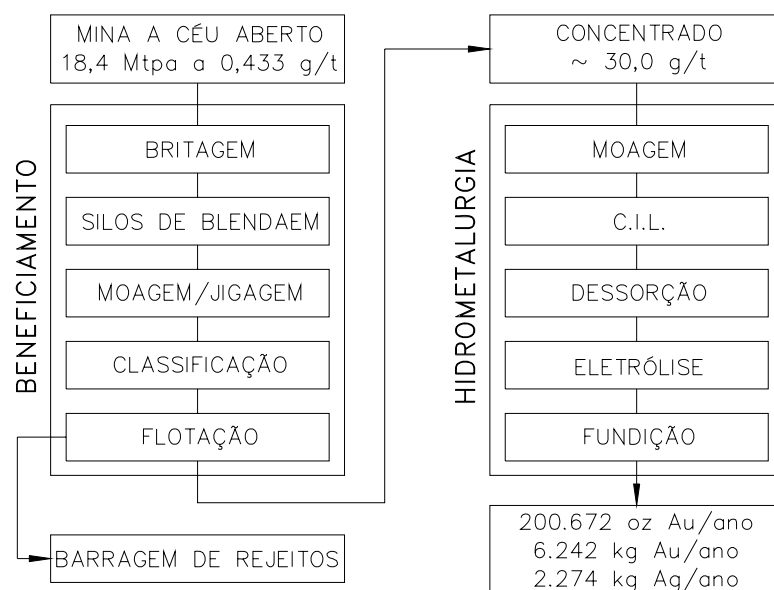 MINA A CÉU ABERTO
18,4 Mtpa a 0,433 g/t
BENEFICIAMENTO
BRITAGEM
SILOS DE BLENDAEM
MOAGEM/JIGAGEM
CLASSIFICAÇÃO
FLOTAÇÃO
BARRAGEM DE REJEITOS
CONCENTRADO
~ 30,0 g/t
HIDROMETALURGIA
MOAGEM
C.I.L.
DESSORÇÃO
ELETRÓLISE
FUNDIÇÃO
200.672 oz Au/ano
6.242 kg Au/ano
2.274 kg Ag/ano